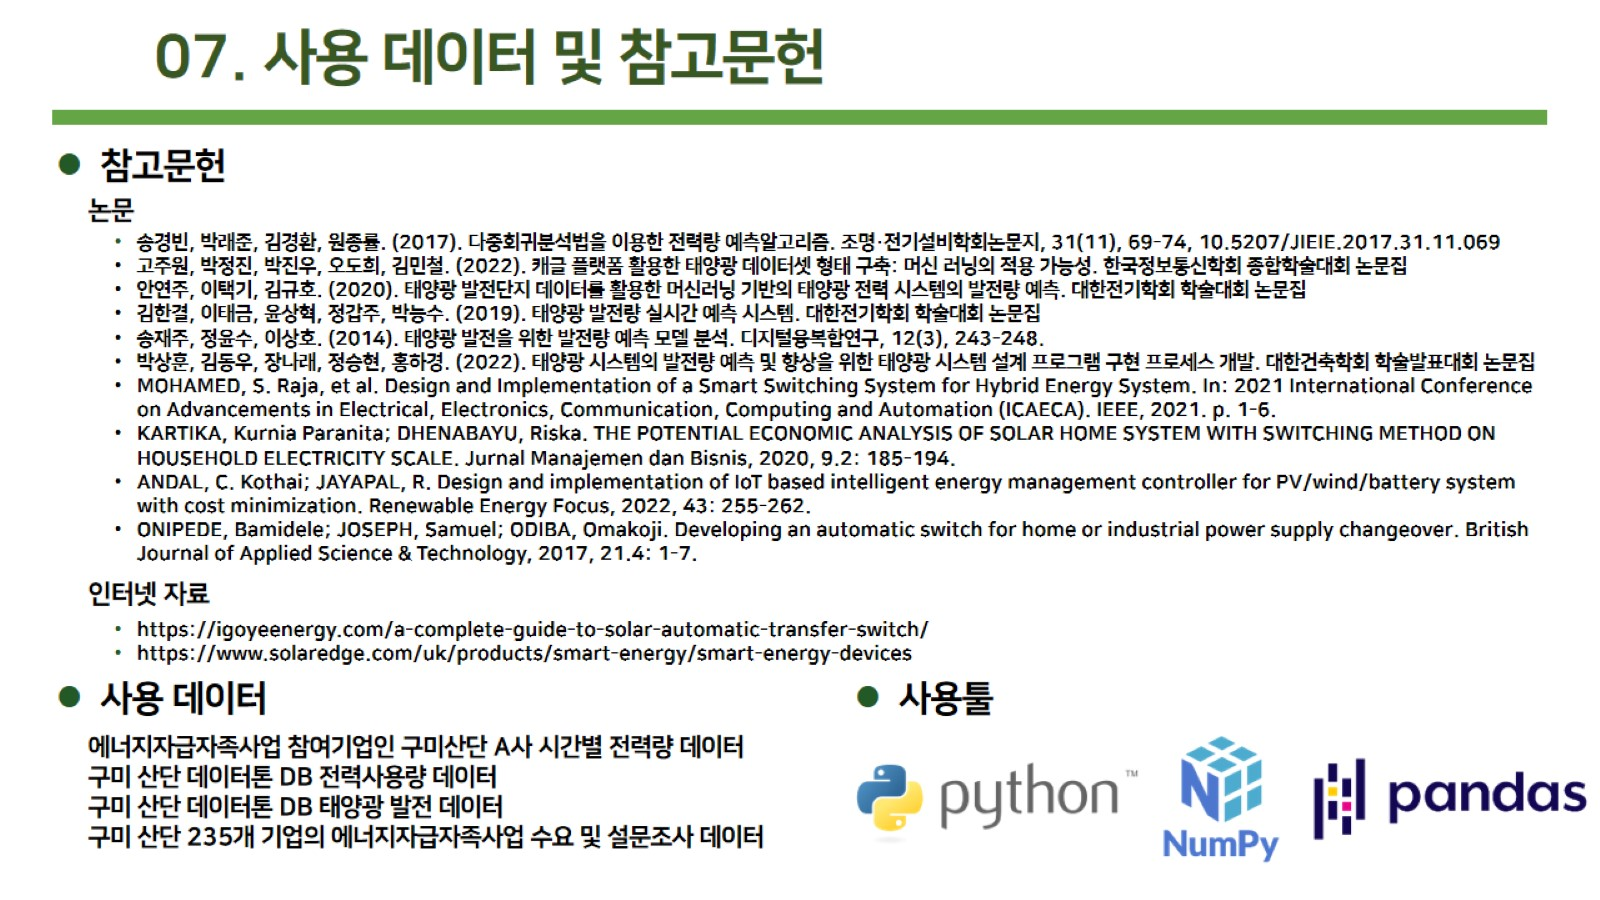 07. 사용 데이터 및 참고문헌
● 참고문헌
논문
• 송경빈, 박래준, 김경환, 원종률. (2017). 다중회귀분석법을 이용한 전력량 예측알고리즘. 조명·전기설비학회논문지, 31(11), 69-74, 10.5207/JIEIE.2017.31.11.069
• 고주원, 박정진, 박진우, 오도희, 김민철. (2022). 캐글 플랫폼 활용한 태양광 데이터셋 형태 구축: 머신 러닝의 적용 가능성. 한국정보통신학회 종합학술대회 논문집
• 안연주, 이택기, 김규호. (2020). 태양광 발전단지 데이터를 활용한 머신러닝 기반의 태양광 전력 시스템의 발전량 예측. 대한전기학회 학술대회 논문집
• 김한결, 이태금, 윤상혁, 정갑주, 박능수. (2019). 태양광 발전량 실시간 예측 시스템. 대한전기학회 학술대회 논문집
• 송재주, 정윤수, 이상호. (2014). 태양광 발전을 위한 발전량 예측 모델 분석. 디지털융복합연구, 12(3), 243-248.
• 박상훈, 김동우, 장나래, 정승현, 홍하경. (2022). 태양광 시스템의 발전량 예측 및 향상을 위한 태양광 시스템 설계 프로그램 구현 프로세스 개발. 대한건축학회 학술발표대회 논문집
• MOHAMED, S. Raja, et al. Design and Implementation of a Smart Switching System for Hybrid Energy System. In: 2021 International Conference
on Advancements in Electrical, Electronics, Communication, Computing and Automation (ICAECA). IEEE, 2021. p. 1-6.
• KARTIKA, Kurnia Paranita; DHENABAYU, Riska. THE POTENTIAL ECONOMIC ANALYSIS OF SOLAR HOME SYSTEM WITH SWITCHING METHOD ON
HOUSEHOLD ELECTRICITY SCALE. Jurnal Manajemen dan Bisnis, 2020, 9.2: 185-194.
• ANDAL, C. Kothai; JAYAPAL, R. Design and implementation of IoT based intelligent energy management controller for PV/wind/battery system
with cost minimization. Renewable Energy Focus, 2022, 43: 255-262.
• ONIPEDE, Bamidele; JOSEPH, Samuel; ODIBA, Omakoji. Developing an automatic switch for home or industrial power supply changeover. British
Journal of Applied Science & Technology, 2017, 21.4: 1-7.
인터넷 자료
• https://igoyeenergy.com/a-complete-guide-to-solar-automatic-transfer-switch/
• https://www.solaredge.com/uk/products/smart-energy/smart-energy-devices
● 사용 데이터
에너지자급자족사업 참여기업인 구미산단 A사 시간별 전력량 데이터
구미 산단 데이터톤 DB 전력사용량 데이터
구미 산단 데이터톤 DB 태양광 발전 데이터
구미 산단 235개 기업의 에너지자급자족사업 수요 및 설문조사 데이터
● 사용툴
python™
NumPy
pandas